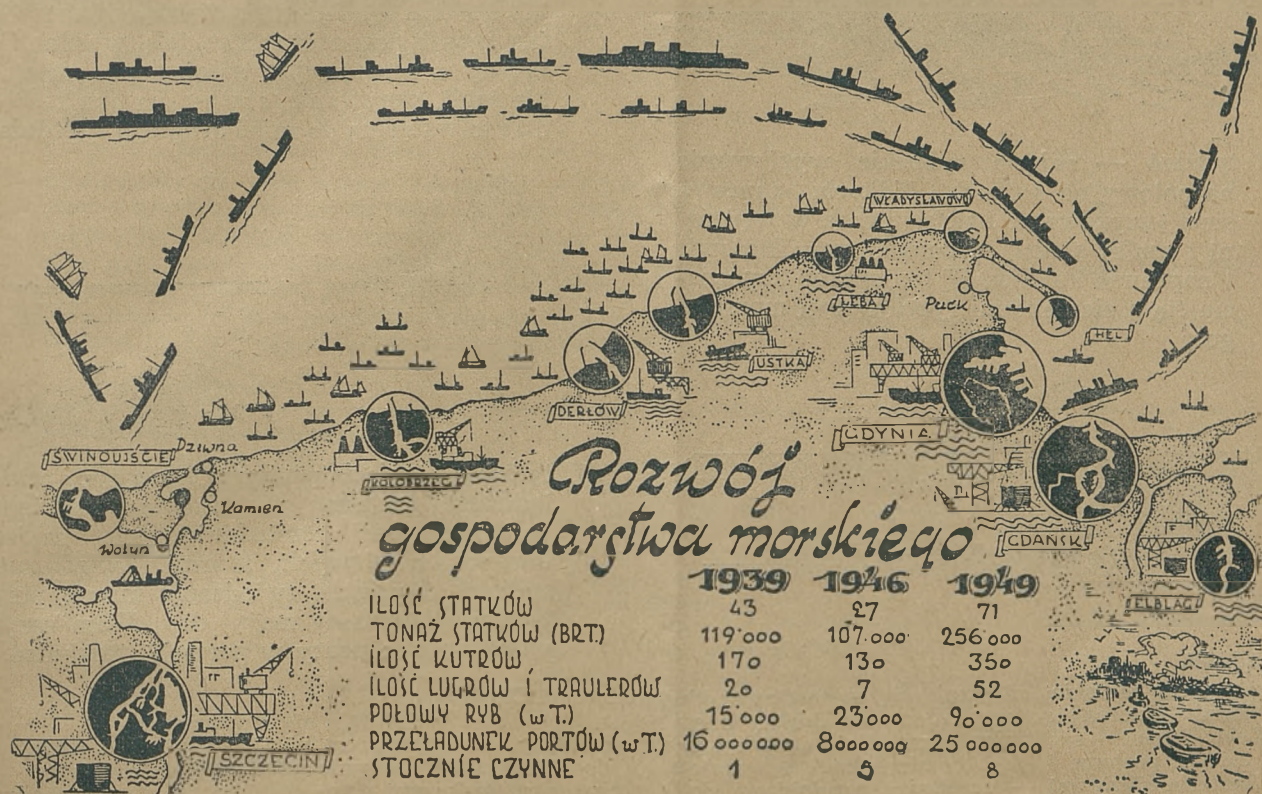 WŁADYSŁAWOWO
ŁEBA
Puck
HEL
USTKA
DERŁÓW
GDYNIA
ŚWINOUJŚCIE
Dziwna
KOŁOBRZEG
Kamien
Wolyn
GDAŃSK
ELBLĄG
SZCZECIN
Rozwój
gospodarstwa morskiego
1939 1946 1949
ILOŚĆ STATKÓW 43 27 71
TONAŻ STATKÓW (BRT.) 119.000 107.000 256.000
ILOŚĆ KUTRÓW 170 130 350
ILOŚĆ LUGRÓW I TRAULERÓW 20 7 52
POŁOWY RYB (w T.) 15.000 23.000 90.000
PRZEŁADUNEK PORTÓW (w T.) 16 000 000 8 000 000 25 000 000
STOCZNIE CZYNNE 1 5 8